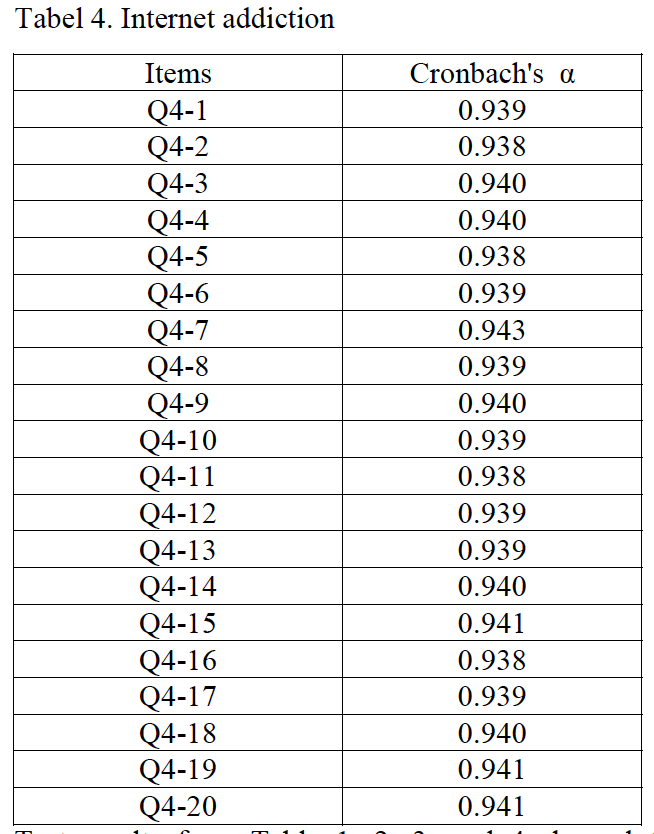 Tabel 4. Internet addiction
Items Cronbach's α
Q4-1 0.939
Q4-2 0.938
Q4-3 0.940
Q4-4 0.940
Q4-5 0.938
Q4-6 0.939
Q4-7 0.943
Q4-8 0.939
Q4-9 0.940
Q4-10 0.939
Q4-11 0.938
Q4-12 0.939
Q4-13 0.939
Q4-14 0.940
Q4-15 0.941
Q4-16 0.938
Q4-17 0.939
Q4-18 0.940
Q4-19 0.941
Q4-20 0.941